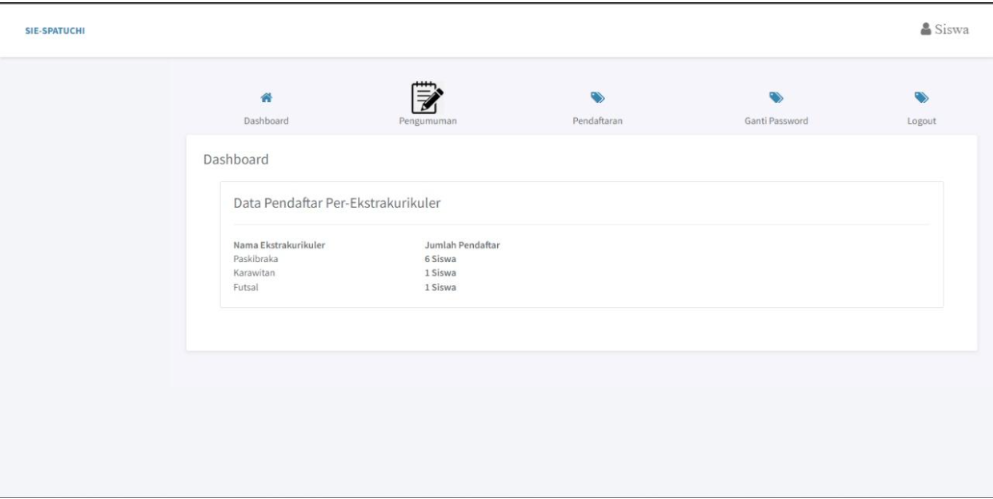 SIE-SPATUCHI
Siswa
Dashboard
Pengumuman
Pendaftaran
Ganti Password
Logout
Dashboard
Data Pendaftar Per-Ekstrakurikuler
Nama Ekstrakurikuler Jumlah Pendaftar
Paskibraka 6 Siswa
Karawitan 1 Siswa
Futsal 1 Siswa